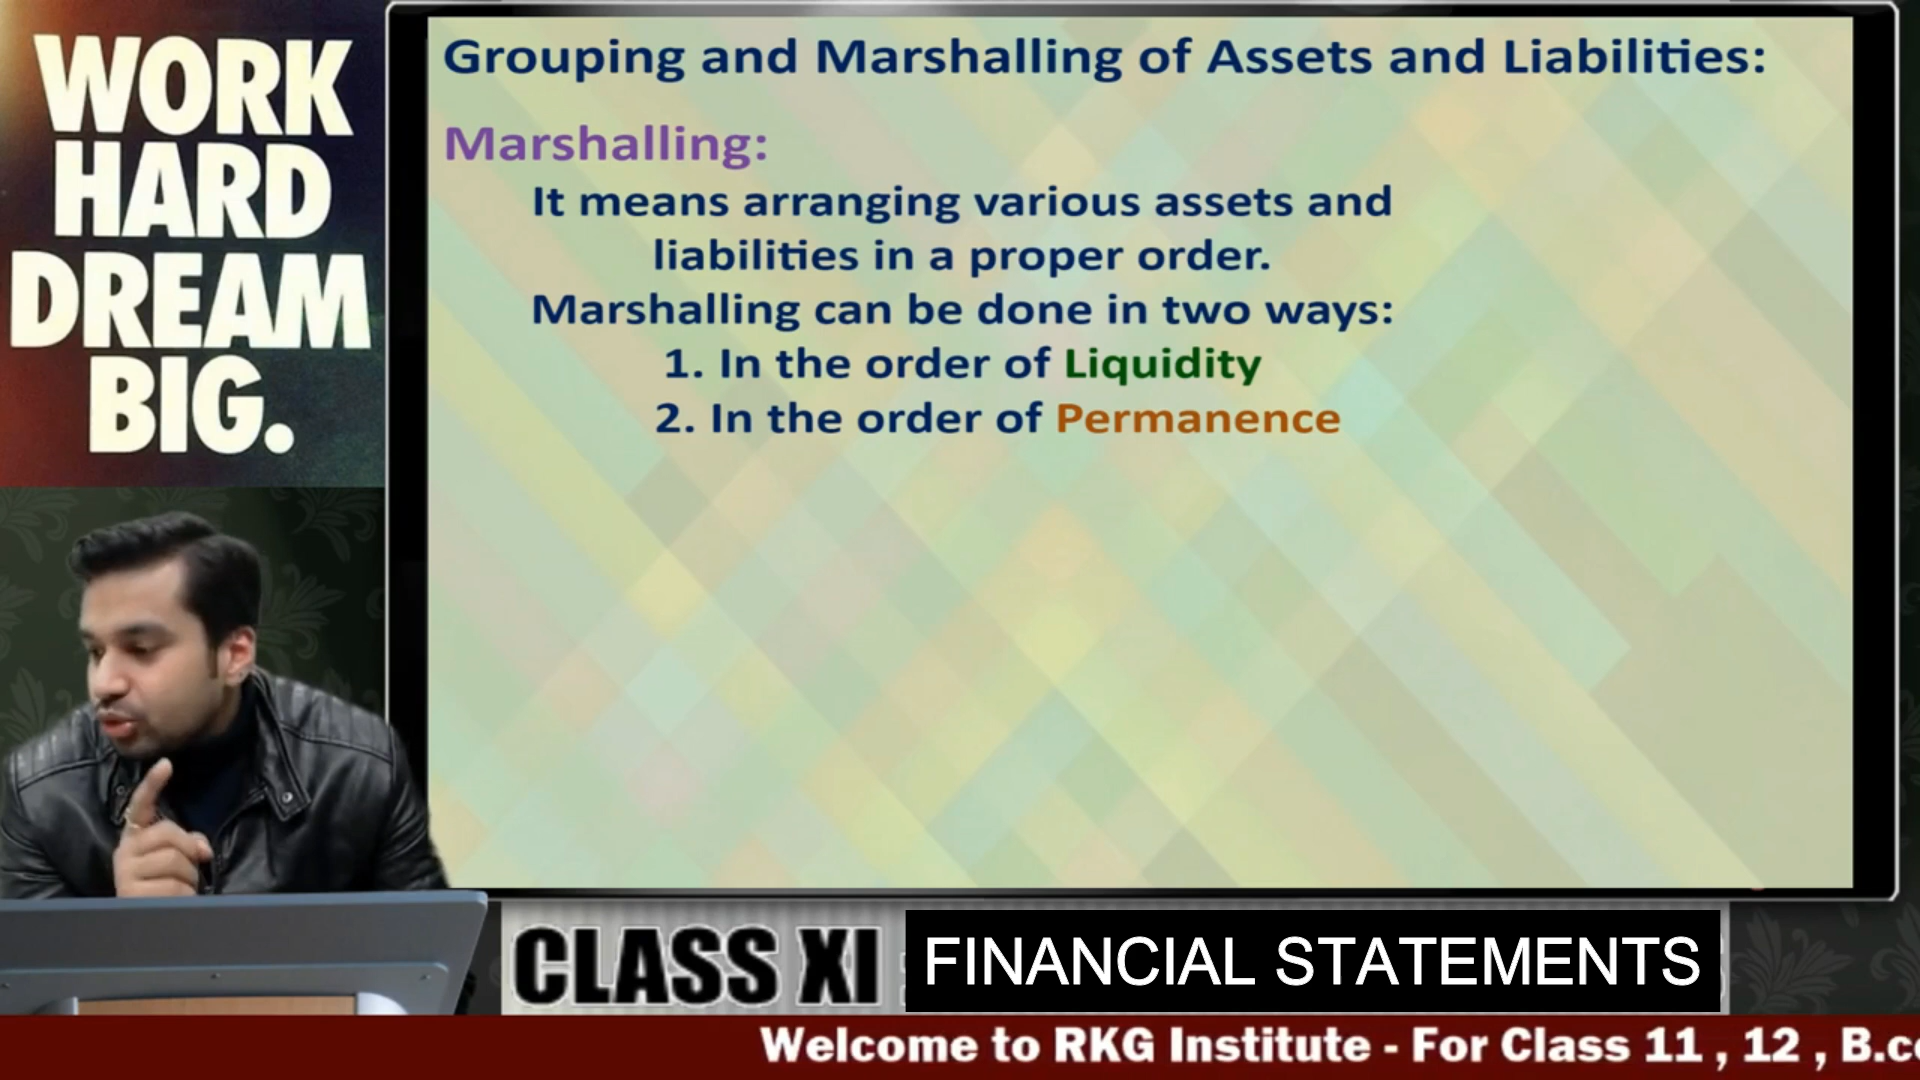 WORK
HARD
DREAM
BIG.
Grouping and Marshalling of Assets and Liabilities:
Marshalling:
It means arranging various assets and
liabilities in a proper order.
Marshalling can be done in two ways:
1. In the order of Liquidity
2. In the order of Permanence
CLASS XI
FINANCIAL STATEMENTS
Welcome to RKG Institute - For Class 11 , 12 ,